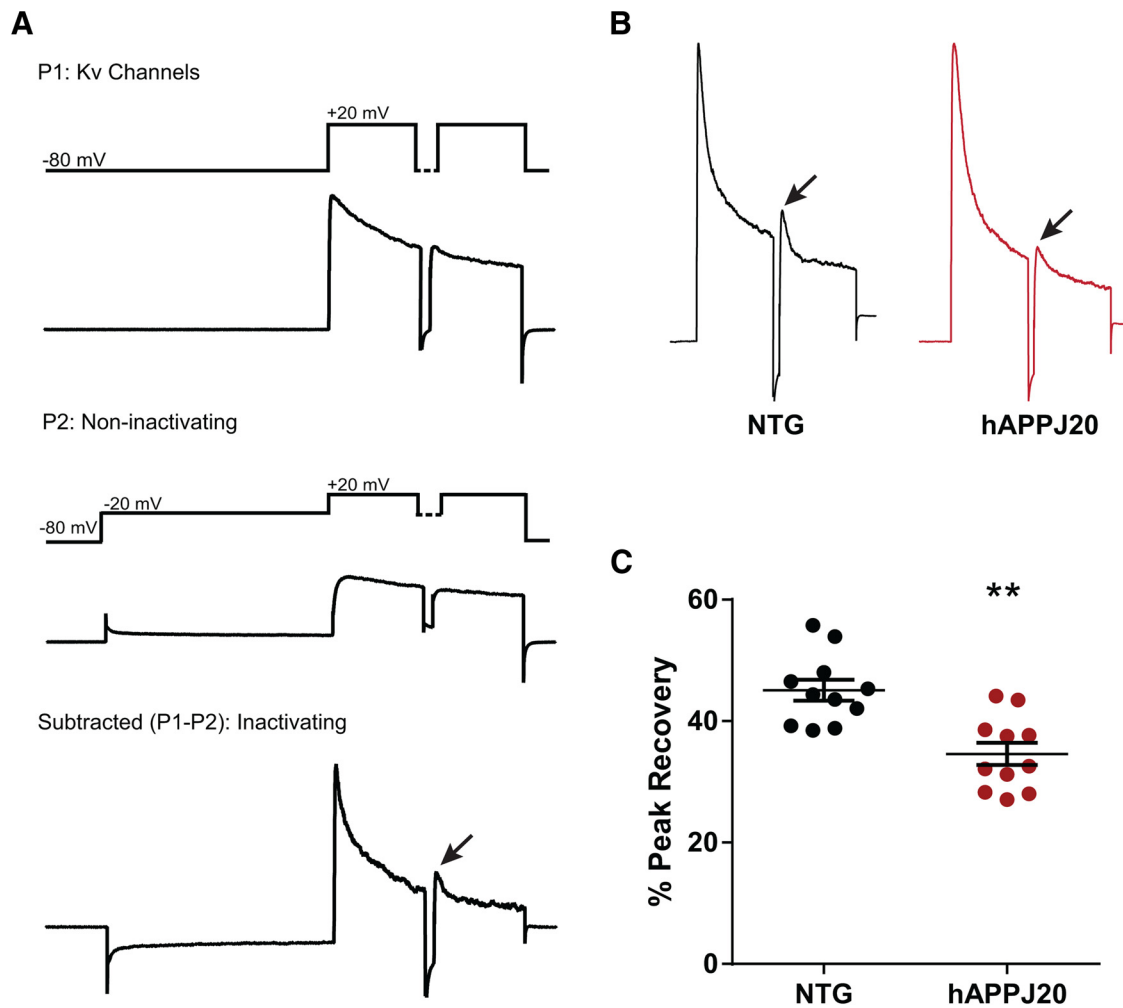 A
P1: Kv Channels
+20 mV
-80 mV
P2: Non-inactivating
+20 mV
-20 mV
-80 mV
Subtracted (P1-P2): Inactivating
B
NTG
hAPPJ20
C
**
60
40
20
0
% Peak Recovery
NTG
hAPPJ20